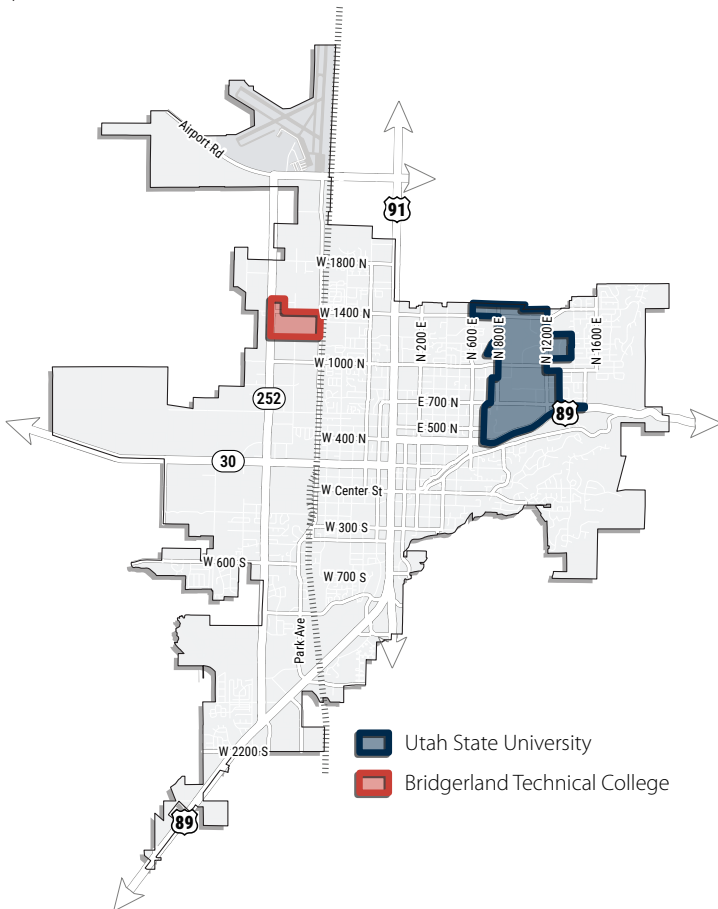 Airport Rd
91
W 1800 N
W 1400 N
N 200 E
N 600 E
N 800 E
N 1200 E
N 1600 E
W 1000 N
252
E 700 N
89
E 500 N
W 400 N
30
W Center St
W 300 S
W 600 S
W 700 S
Park Ave
W 2200 S
89
Utah State University
Bridgerland Technical College